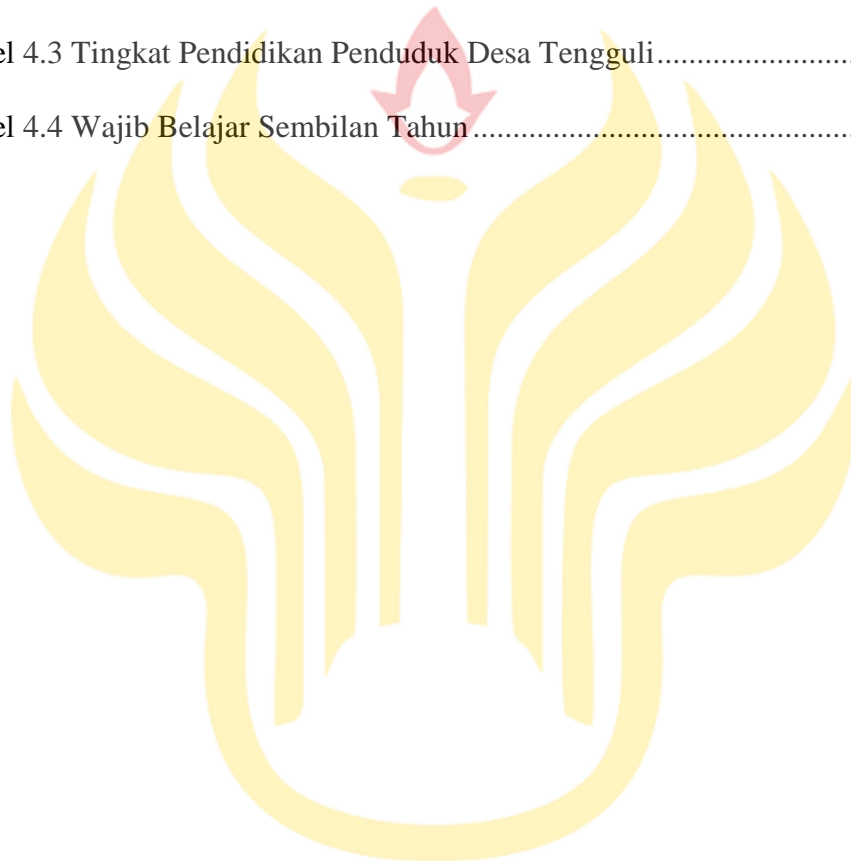 el 4.3 Tingkat Pendidikan Penduduk Desa Tengguli........................
el 4.4 Wajib Belajar Sembilan Tahun...............................................